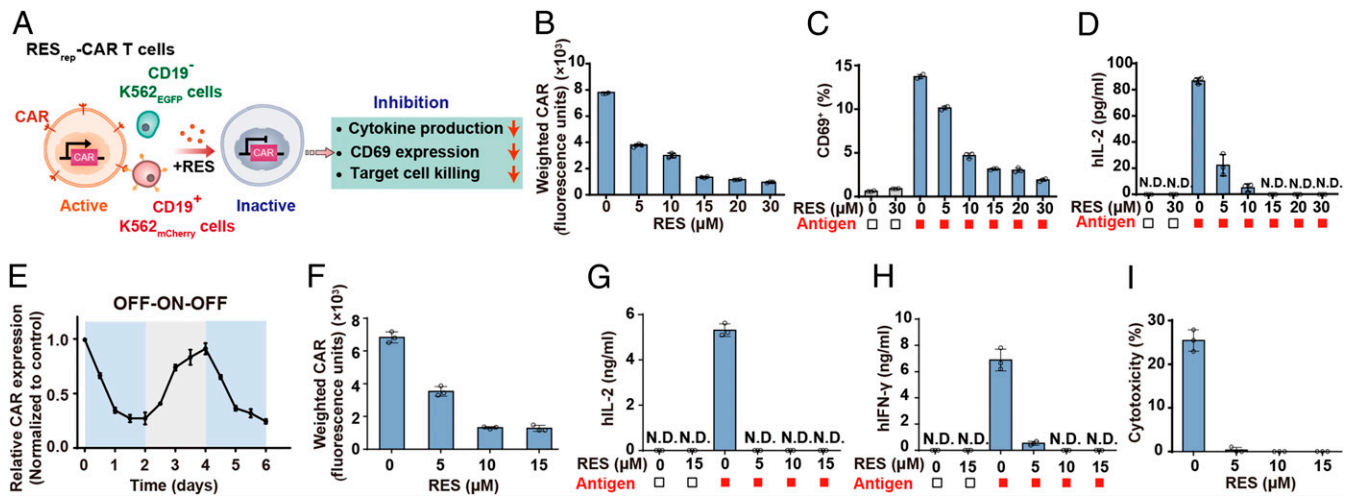 A
RESrep-CAR T cells
CD19-
K562EGFP cells
CAR
CAR
Active
+RES
CD19+
K562mCherry cells
CAR
Inactive
Inhibition
• Cytokine production
• CD69 expression
• Target cell killing
B
Weighted CAR
(fluorescence units) (×10³)
10
8
6
4
2
0
0 5 10 15 20 30
RES (μM)
C
CD69+ (%)
15
10
5
0
RES (μM) 0 30 0 5 10 15 20 30
Antigen
D
hIL-2 (pg/ml)
100
80
60
40
20
0
N.D. N.D. N.D. N.D. N.D.
RES (μM) 0 30 0 5 10 15 20 30
Antigen
E
OFF-ON-OFF
Relative CAR expression
(Normalized to control)
1.0
0.5
0.0
0 1 2 3 4 5 6
Time (days)
F
Weighted CAR
(fluorescence units) (×10³)
8
6
4
2
0
0 5 10 15
RES (μM)
G
hIL-2 (ng/ml)
6
4
2
0
N.D. N.D. N.D. N.D. N.D.
RES (μM) 0 15 0 5 10 15
Antigen
H
hIFN-γ (ng/ml)
10
8
6
4
2
0
N.D. N.D. N.D. N.D.
RES (μM) 0 15 0 5 10 15
Antigen
I
Cytotoxicity (%)
30
20
10
0
0 5 10 15
RES (μM)